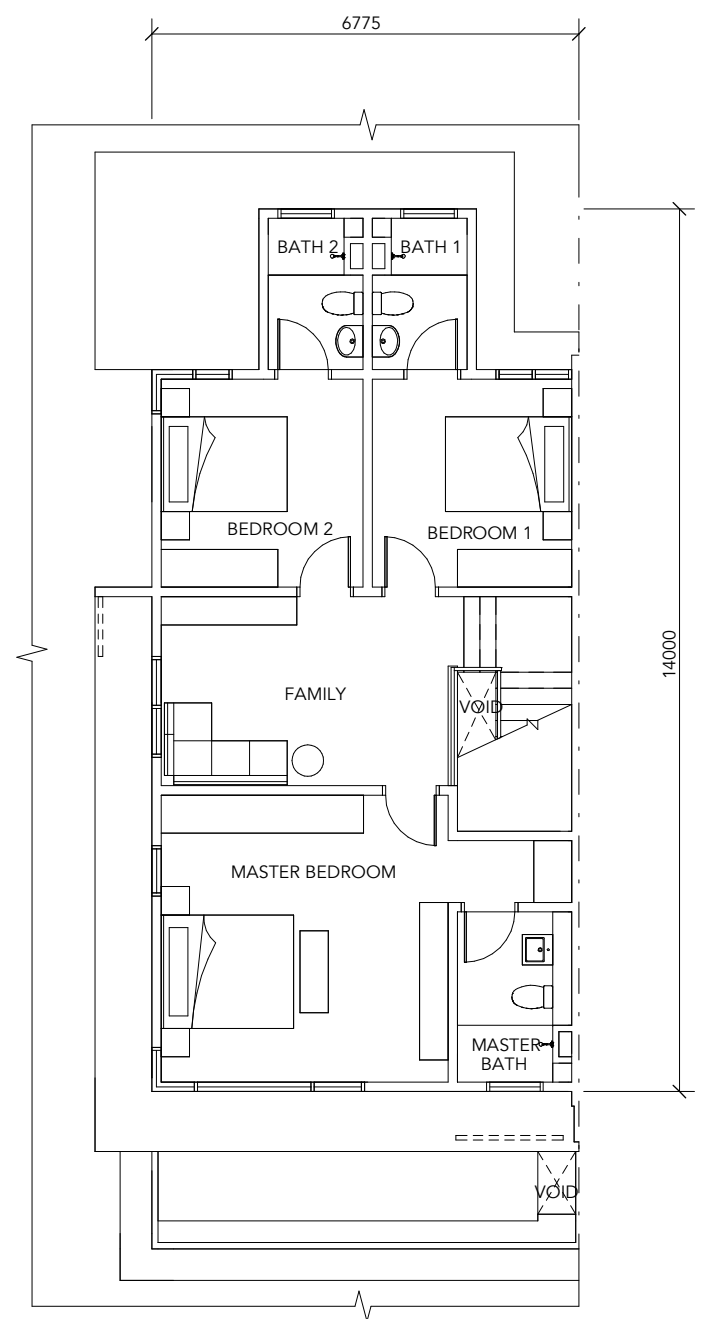 6775
BATH 2
BATH 1
BEDROOM 2
BEDROOM 1
14000
FAMILY
VOID
MASTER BEDROOM
MASTER
BATH
VOID